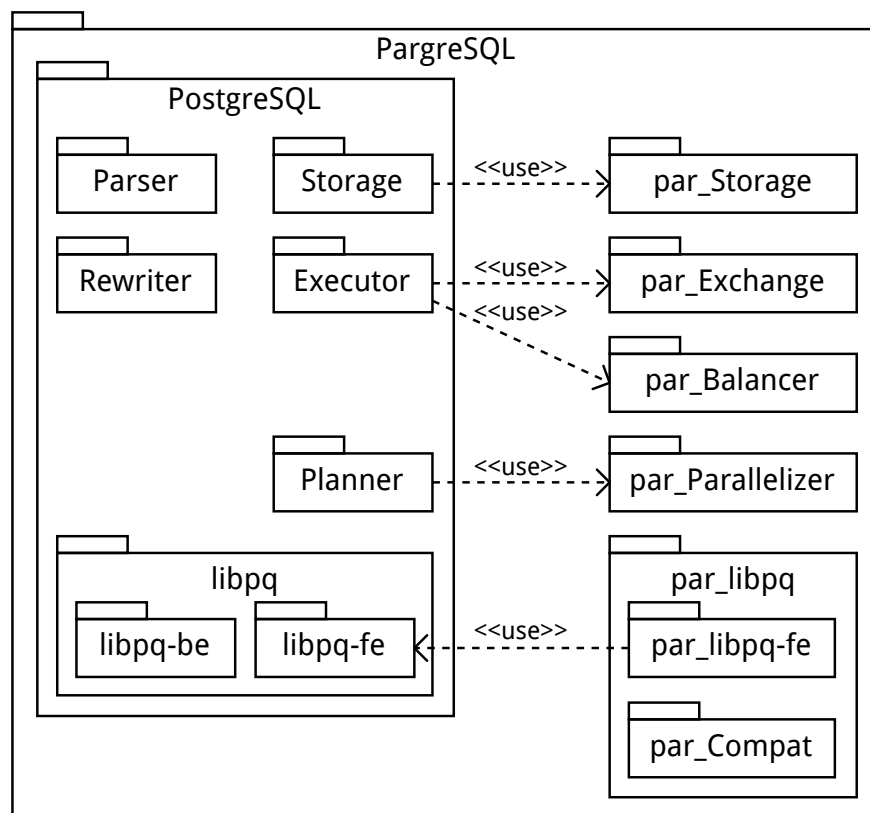 PargreSQL
PostgreSQL
Parser
Storage
<<use>>
par_Storage
Rewriter
Executor
<<use>>
par_Exchange
<<use>>
par_Balancer
Planner
<<use>>
par_Parallelizer
libpq
par_libpq
libpq-be
libpq-fe
<<use>>
par_libpq-fe
par_Compat